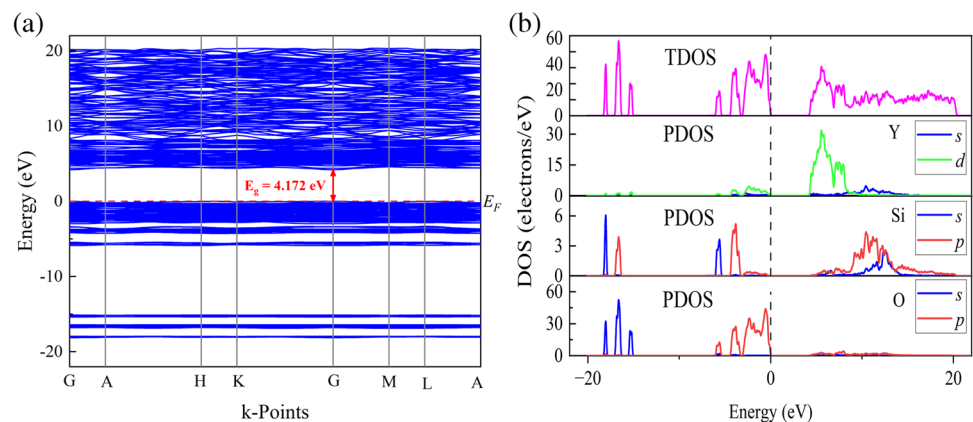 (a)
20
10
0
-10
-20
Energy (eV)
E_g = 4.172 eV
E_F
G A H K G M L A
k-Points
(b)
60
40
20
0
TDOS
30
15
0
PDOS
Y
s
d
6
3
0
PDOS
Si
s
p
60
30
0
PDOS
O
s
p
DOS (electrons/eV)
−20 0 20
Energy (eV)